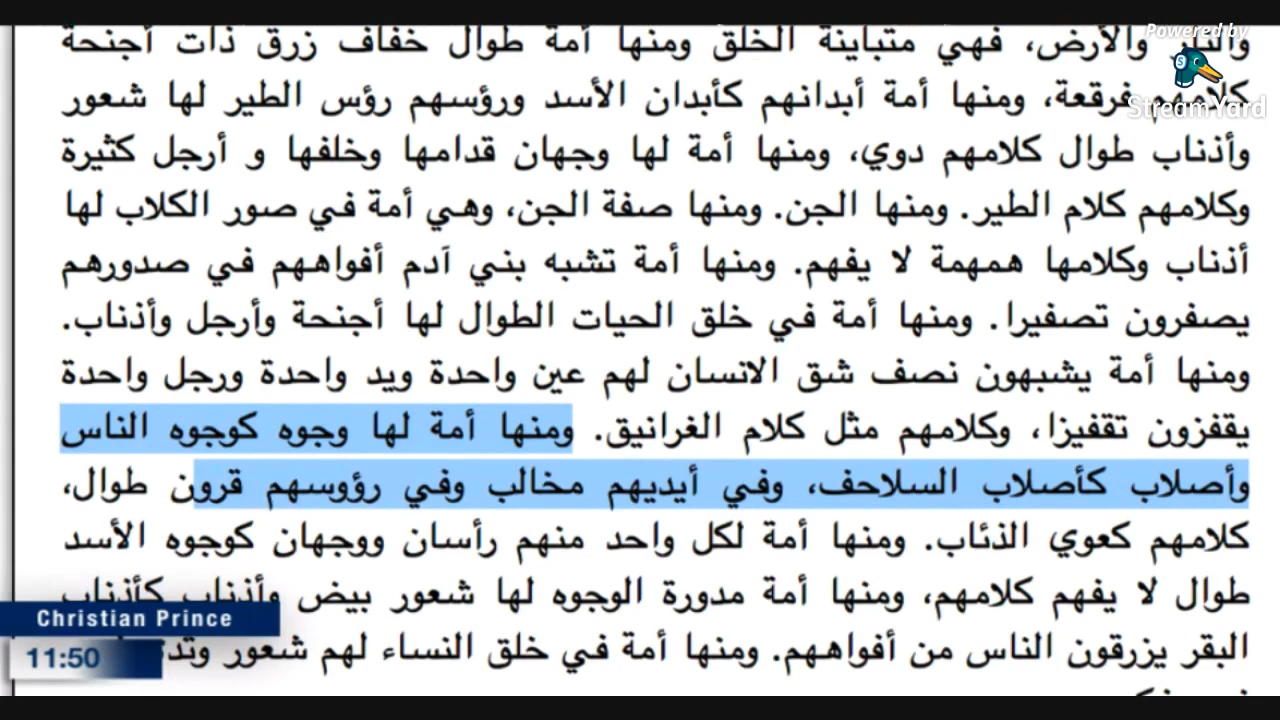 والنار والأرض، فهي متباينة الخلق ومنها أمة طوال خفاف زرق ذات أجنحة
Powered by
StreamYard
كلامهم فرقعة، ومنها أمة أبدانهم كأبدان الأسد ورؤسهم رؤس الطير لها شعور
وأذناب طوال كلامهم دوي، ومنها أمة لها وجهان قدامها وخلفها و أرجل كثيرة
وكلامهم كلام الطير. ومنها الجن. ومنها صفة الجن، وهي أمة في صور الكلاب لها
أذناب وكلامها همهمة لا يفهم. ومنها أمة تشبه بني آدم أفواههم في صدورهم
يصفرون تصفيرا. ومنها أمة في خلق الحيات الطوال لها أجنحة وأرجل وأذناب.
ومنها أمة يشبهون نصف شق الانسان لهم عين واحدة ويد واحدة ورجل واحدة
يقفزون تقفيزا، وكلامهم مثل كلام الغرانيق. ومنها أمة لها وجوه كوجوه الناس
وأصلاب كأصلاب السلاحف، وفي أيديهم مخالب وفي رؤوسهم قرون طوال،
كلامهم كعوي الذئاب. ومنها أمة لكل واحد منهم رأسان ووجهان كوجوه الأسد
طوال لا يفهم كلامهم، ومنها أمة مدورة الوجوه لها شعور بيض وأذناب كأذناب
البقر يزرقون الناس من أفواههم. ومنها أمة في خلق النساء لهم شعور
Christian Prince
11:50